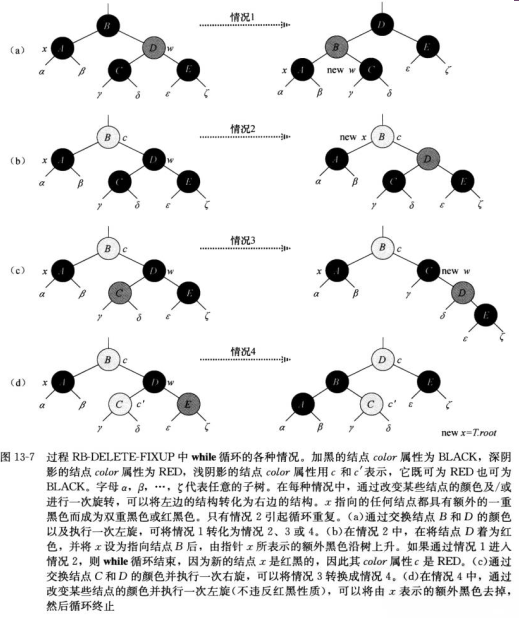 情况1
(a) x A B D w C E α β γ δ ε ζ
D B E x A new w C α β γ δ ε ζ
情况2
(b) x A B c D w C E α β γ δ ε ζ
new x B c A D C E α β γ δ ε ζ
情况3
(c) x A B c D w C E α β γ δ ε ζ
B c x A C new w D E α β γ δ ε ζ
情况4
(d) x A B c D w C c′ E α β γ δ ε ζ
D c B E A C c′ α β γ δ ε ζ
new x=T.root
图 13-7 过程 RB-DELETE-FIXUP 中 while 循环的各种情况。加黑的结点 color 属性为 BLACK，深阴
影的结点 color 属性为 RED，浅阴影的结点 color 属性用 c 和 c′表示，它既可为 RED 也可为
BLACK。字母 α，β，…，ζ代表任意的子树。在每种情况中，通过改变某些结点的颜色及/或
进行一次旋转，可以将左边的结构转化为右边的结构。x 指向的任何结点都具有额外的一重
黑色而成为双重黑色或红黑色。只有情况 2 引起循环重复。(a)通过交换结点 B 和 D 的颜色
以及执行一次左旋，可将情况 1 转化为情况 2、3 或 4。(b)在情况 2 中，在将结点 D 着为红
色，并将 x 设为指向结点 B 后，由指针 x 所表示的额外黑色沿树上升。如果通过情况 1 进入
情况 2，则 while 循环结束，因为新的结点 x 是红黑的，因此其 color 属性c 是 RED。(c)通过
交换结点 C 和 D 的颜色并执行一次右旋，可以将情况 3 转换成情况 4。(d)在情况 4 中，通过
改变某些结点的颜色并执行一次左旋(不违反红黑性质)，可以将由 x 表示的额外黑色去掉，
然后循环终止